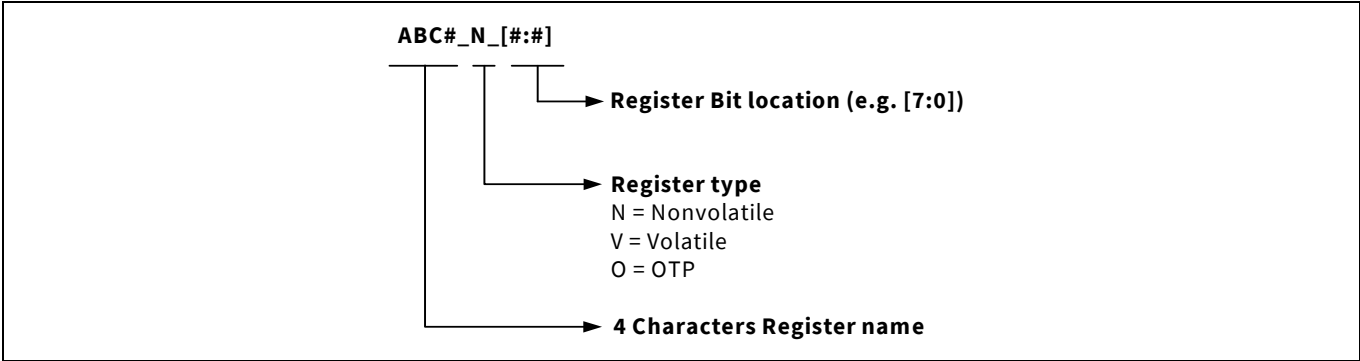 ABC#_N_[#:#]
Register Bit location (e.g. [7:0])
Register type
N = Nonvolatile
V = Volatile
O = OTP
4 Characters Register name